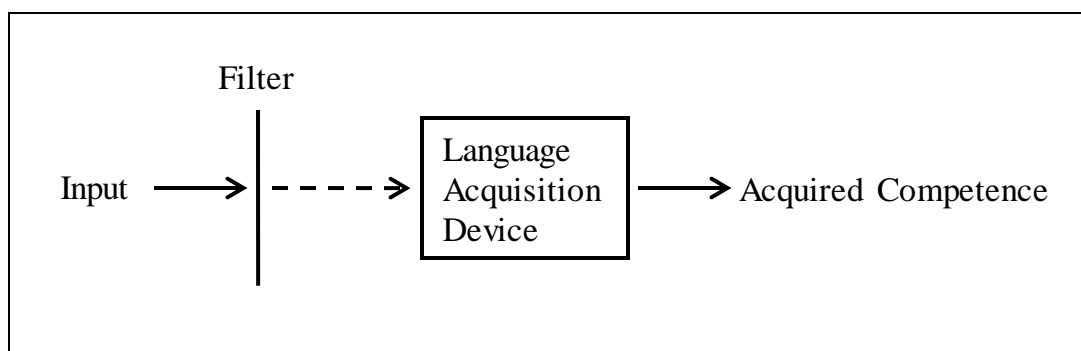 Filter
Input
Language
Acquisition
Device
Acquired Competence